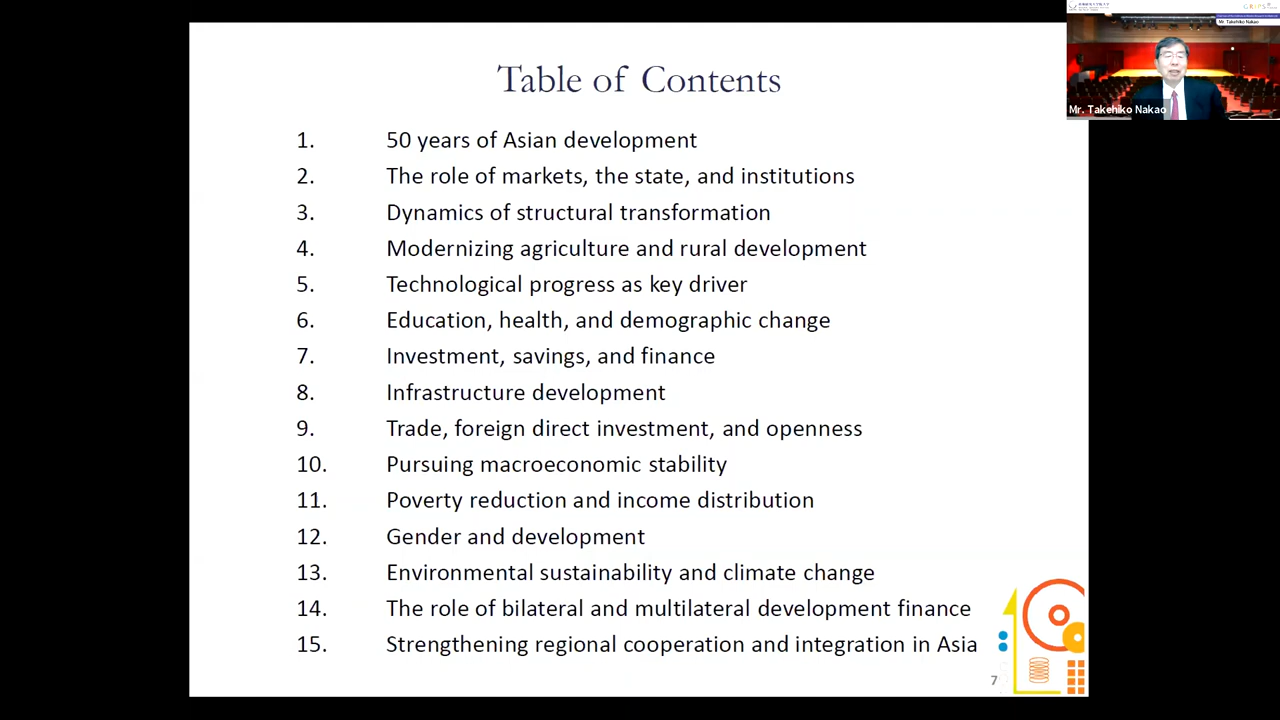 Table of Contents
1. 50 years of Asian development
2. The role of markets, the state, and institutions
3. Dynamics of structural transformation
4. Modernizing agriculture and rural development
5. Technological progress as key driver
6. Education, health, and demographic change
7. Investment, savings, and finance
8. Infrastructure development
9. Trade, foreign direct investment, and openness
10. Pursuing macroeconomic stability
11. Poverty reduction and income distribution
12. Gender and development
13. Environmental sustainability and climate change
14. The role of bilateral and multilateral development finance
15. Strengthening regional cooperation and integration in Asia
7
GRIPS
Mr. Takehiko Nakao
Mr. Takehiko Nakao